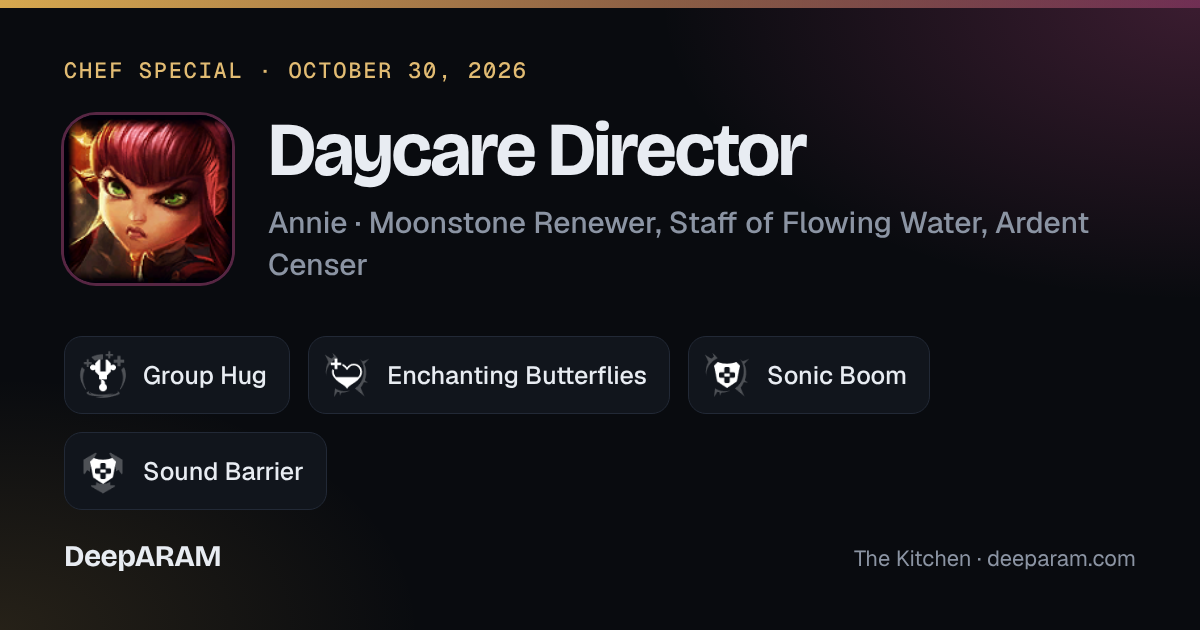 CHEF SPECIAL · OCTOBER 30, 2026
Daycare Director
Annie · Moonstone Renewer, Staff of Flowing Water, Ardent
Censer
Group Hug
Enchanting Butterflies
Sonic Boom
Sound Barrier
DeepARAM
The Kitchen · deeparam.com